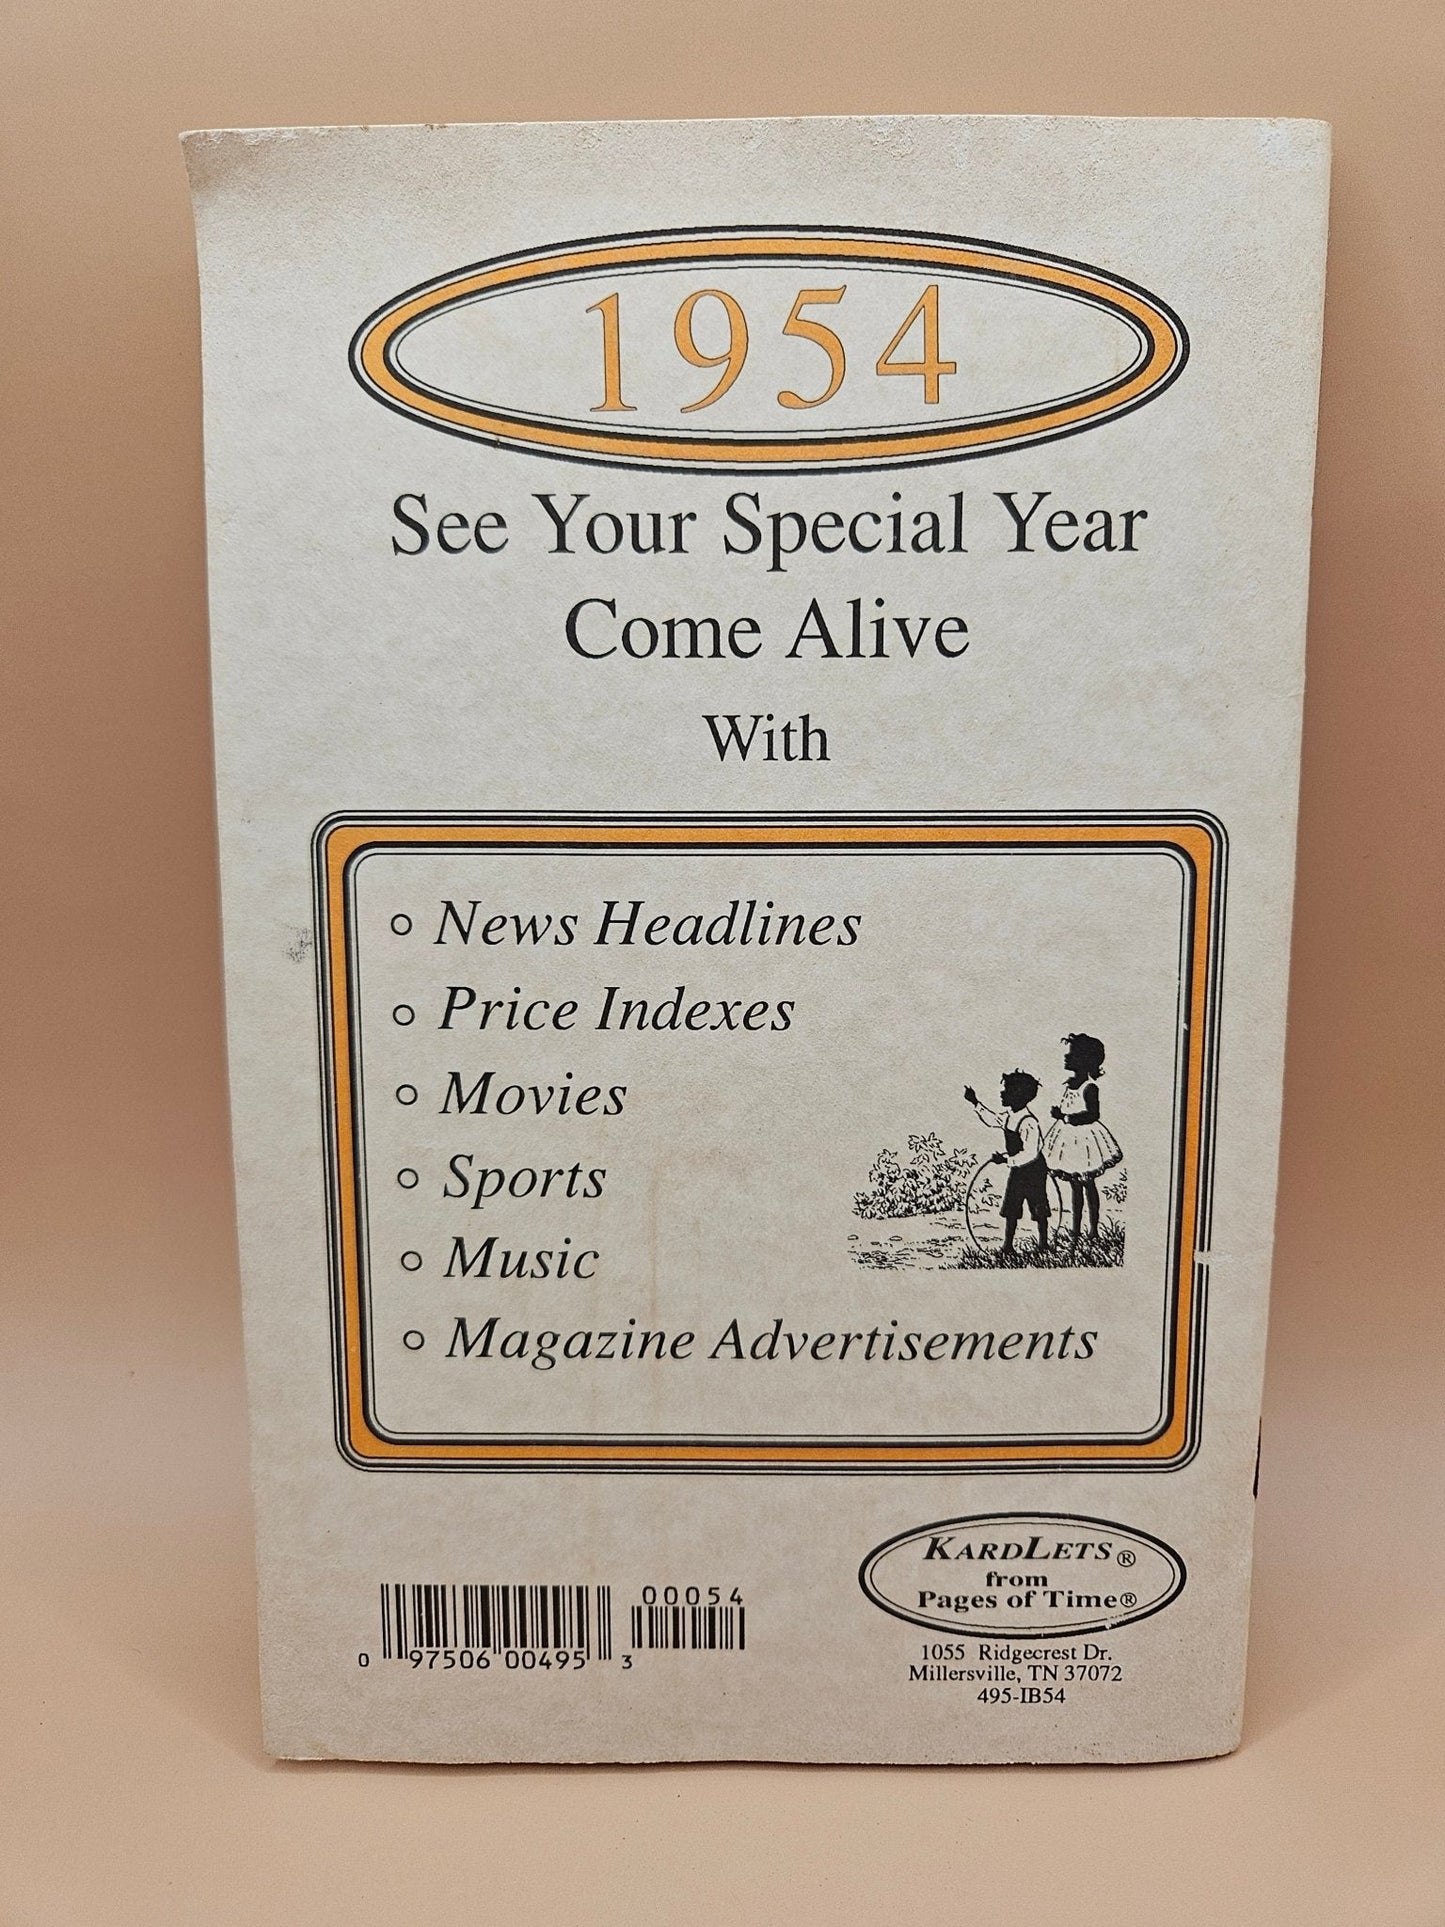 1954
See Your Special Year
Come Alive
With
News Headlines
Price Indexes
Movies
Sports
Music
Magazine Advertisements
KARDLETS®
from
Pages of Time®
1055 Ridgecrest Dr.
Millersville, TN 37072
495-IB54
00054
0 97506 00495 3